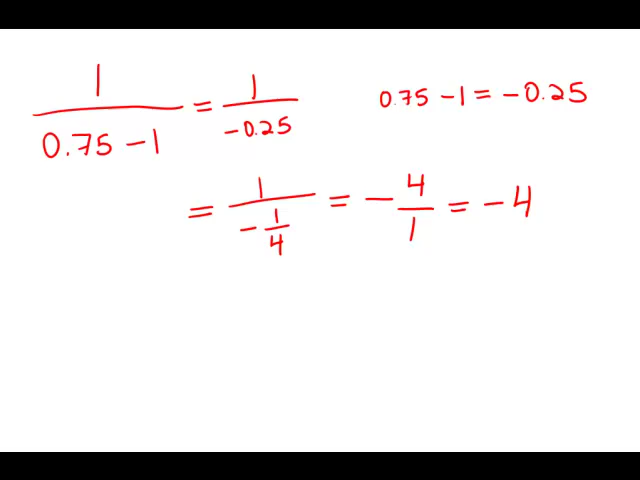 1/(0.75 - 1) = 1/(-0.25)
0.75 - 1 = -0.25
= 1/(-1/4) = -4/1 = -4